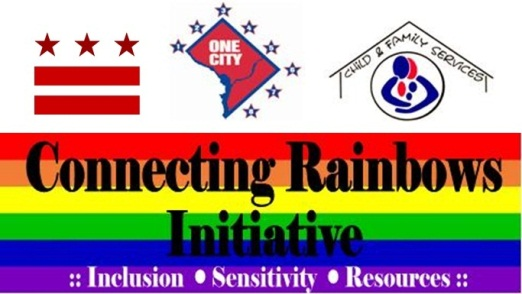 ONE
CITY
CHILD & FAMILY SERVICES
Connecting Rainbows
Initiative
:: Inclusion • Sensitivity • Resources ::